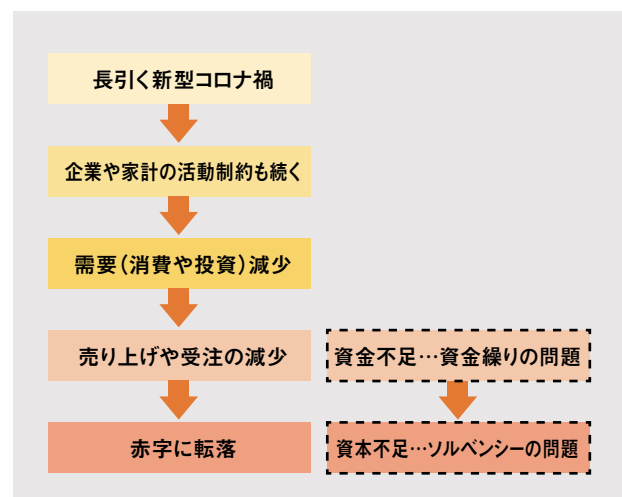 長引く新型コロナ禍
企業や家計の活動制約も続く
需要(消費や投資)減少
売り上げや受注の減少
資金不足…資金繰りの問題
赤字に転落
資本不足…ソルベンシーの問題